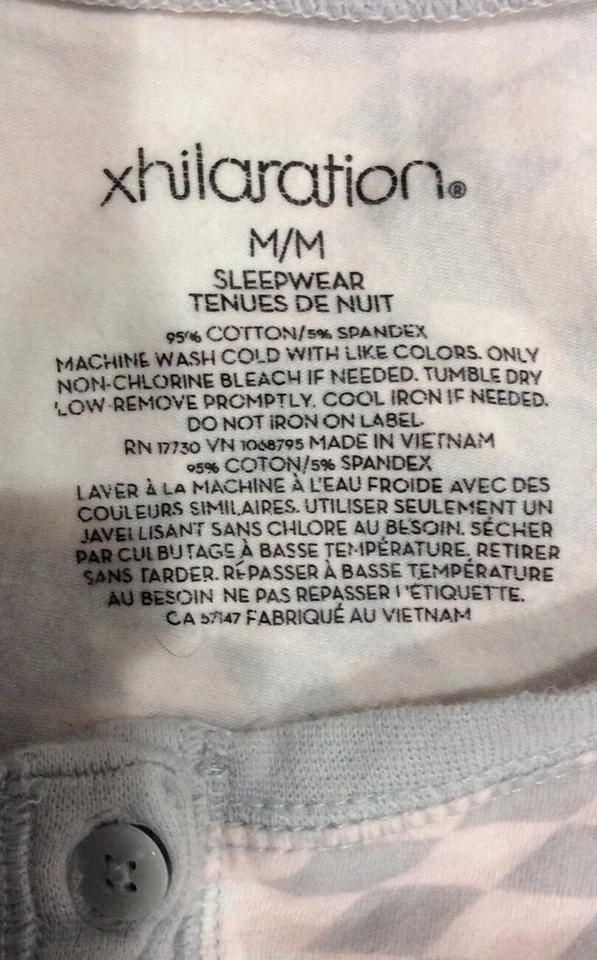 xhilaration®
M/M
SLEEPWEAR
TENUES DE NUIT
95% COTTON/5% SPANDEX
MACHINE WASH COLD WITH LIKE COLORS. ONLY
NON-CHLORINE BLEACH IF NEEDED. TUMBLE DRY
LOW REMOVE PROMPTLY. COOL IRON IF NEEDED.
DO NOT IRON ON LABEL.
RN 17730 VN 1068795 MADE IN VIETNAM
95% COTON/5% SPANDEX
LAVER À LA MACHINE À L'EAU FROIDE AVEC DES
COULEURS SIMILAIRES. UTILISER SEULEMENT UN
JAVELLISANT SANS CHLORE AU BESOIN. SÉCHER
PAR CULBUTAGE À BASSE TEMPÉRATURE. RETIRER
SANS TARDER. REPASSER À BASSE TEMPÉRATURE
AU BESOIN NE PAS REPASSER L'ÉTIQUETTE.
CA 57147 FABRIQUÉ AU VIETNAM